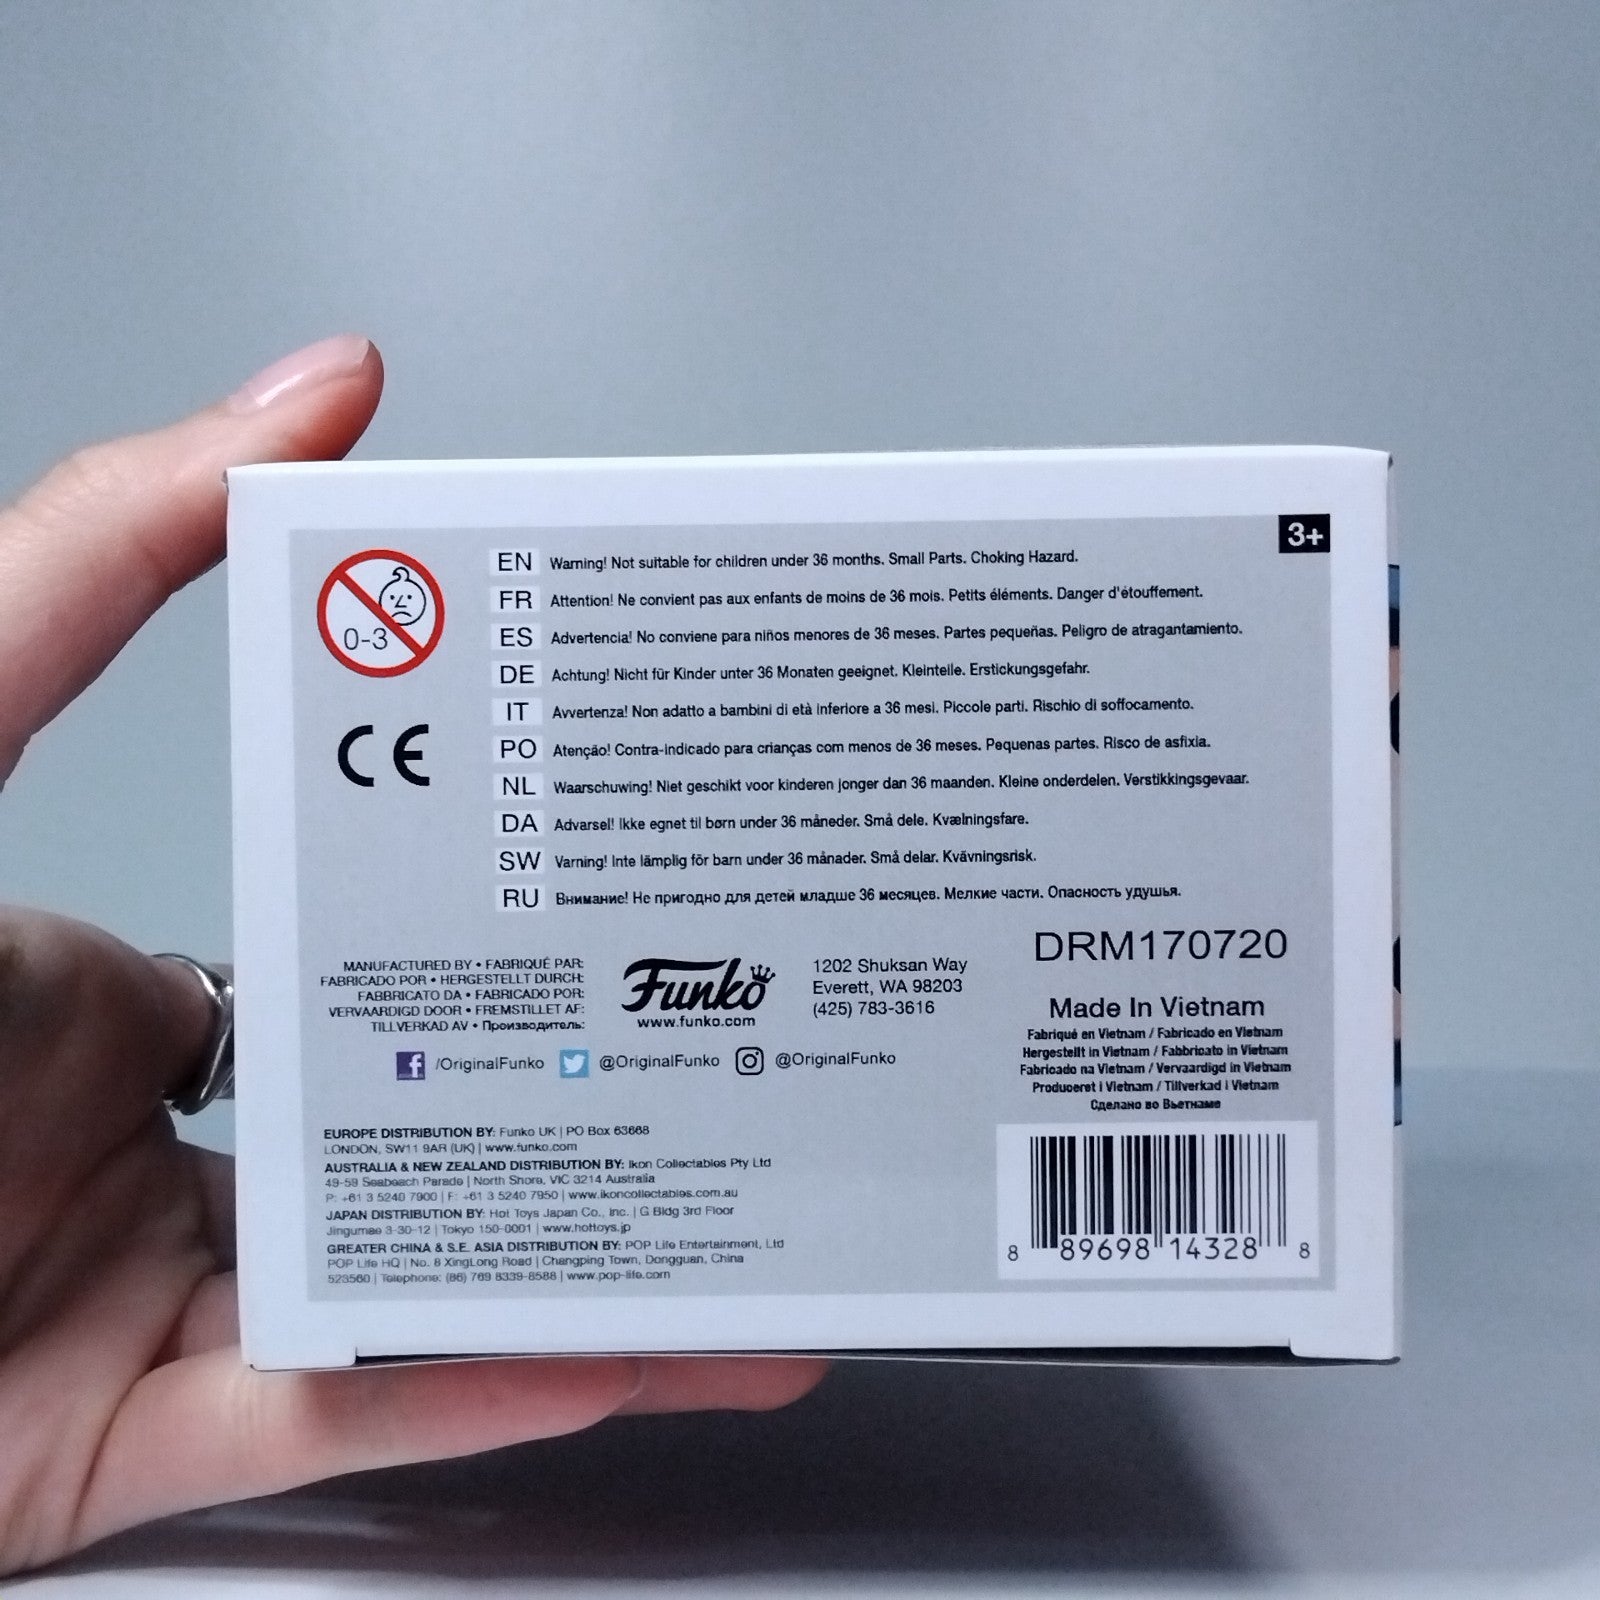 3+
0-3
EN Warning! Not suitable for children under 36 months. Small Parts. Choking Hazard.
FR Attention! Ne convient pas aux enfants de moins de 36 mois. Petits éléments. Danger d'étouffement.
ES Advertencia! No conviene para niños menores de 36 meses. Partes pequeñas. Peligro de atragantamiento.
DE Achtung! Nicht für Kinder unter 36 Monaten geeignet. Kleinteile. Erstickungsgefahr.
IT Avvertenza! Non adatto a bambini di età inferiore a 36 mesi. Piccole parti. Rischio di soffocamento.
PO Atenção! Contra-indicado para crianças com menos de 36 meses. Pequenas partes. Risco de asfixia.
NL Waarschuwing! Niet geschikt voor kinderen jonger dan 36 maanden. Kleine onderdelen. Verstikkingsgevaar.
DA Advarsel! Ikke egnet til børn under 36 måneder. Små dele. Kvælningsfare.
SW Varning! Inte lämplig för barn under 36 månader. Små delar. Kvävningsrisk.
RU Внимание! Не пригодно для детей младше 36 месяцев. Мелкие части. Опасность удушья.
CE
MANUFACTURED BY • FABRIQUÉ PAR:
FABRICADO POR • HERGESTELLT DURCH:
FABBRICATO DA • FABRICADO POR:
VERVAARDIGD DOOR • FREMSTILLET AF:
TILLVERKAD AV • Производитель:
Funko
www.funko.com
1202 Shuksan Way
Everett, WA 98203
(425) 783-3616
/OriginalFunko @OriginalFunko @OriginalFunko
DRM170720
Made In Vietnam
Fabriqué en Vietnam / Fabricado en Vietnam
Hergestellt in Vietnam / Fabbricato in Vietnam
Fabricado na Vietnam / Vervaardigd in Vietnam
Produceret i Vietnam / Tillverkad i Vietnam
Сделано во Вьетнаме
EUROPE DISTRIBUTION BY: Funko UK | PO Box 63668
LONDON, SW11 9AR (UK) | www.funko.com
AUSTRALIA & NEW ZEALAND DISTRIBUTION BY: Ikon Collectables Pty Ltd
49-59 Seabeach Parade | North Shore, VIC 3214 Australia
P: +61 3 5240 7900 | F: +61 3 5240 7950 | www.ikoncollectables.com.au
JAPAN DISTRIBUTION BY: Hot Toys Japan Co., Inc. | G Bldg 3rd Floor
Jingumae 3-30-12 | Tokyo 150-0001 | www.hottoys.jp
GREATER CHINA & S.E. ASIA DISTRIBUTION BY: POP Life Entertainment, Ltd
POP Life HQ | No. 8 XingLong Road | Changping Town, Dongguan, China
523560 | Telephone: (86) 769 8339-8588 | www.pop-life.com
8 89698 14328 8